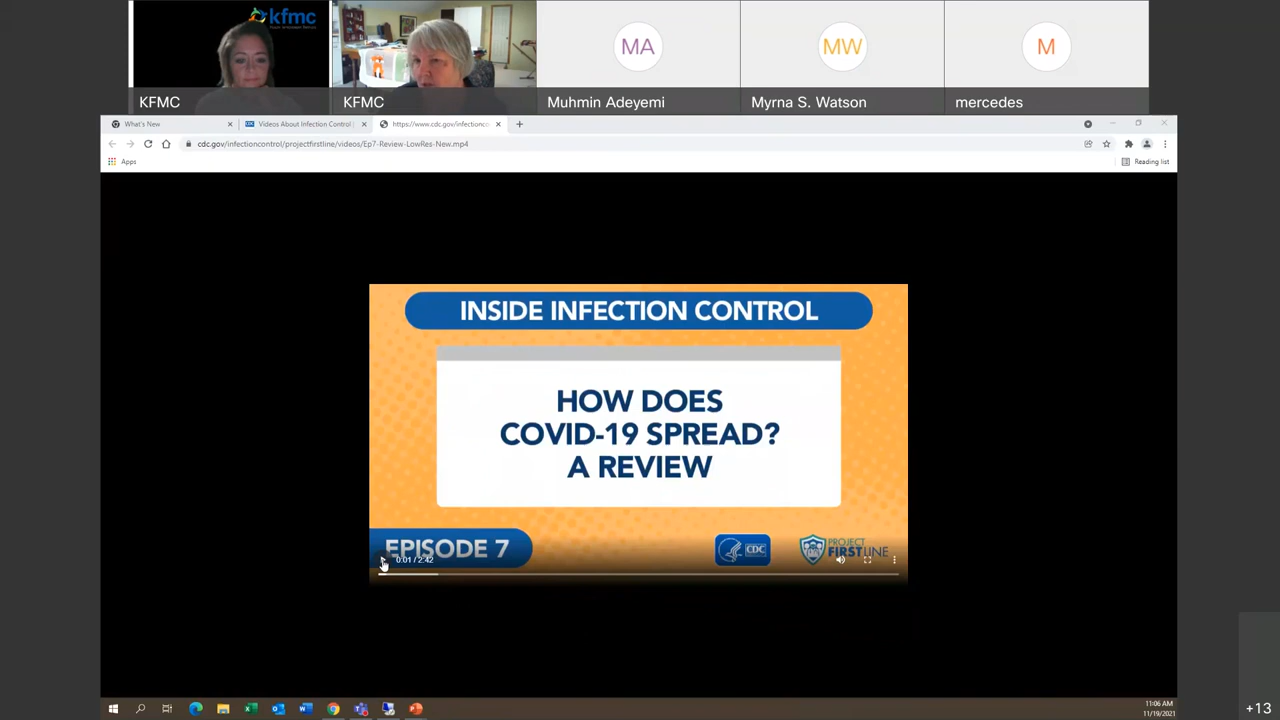 kfmc
KFMC
KFMC
MA
Muhmin Adeyemi
MW
Myrna S. Watson
M
mercedes
What's New
Videos About Infection Control |
https://www.cdc.gov/infectionco
cdc.gov/infectioncontrol/projectfirstline/videos/Ep7-Review-LowRes-New.mp4
Apps
Reading list
INSIDE INFECTION CONTROL
HOW DOES
COVID-19 SPREAD?
A REVIEW
EPISODE 7
0:01 / 2:42
CDC
PROJECT
FIRSTLINE
11:06 AM
11/19/2021
+13